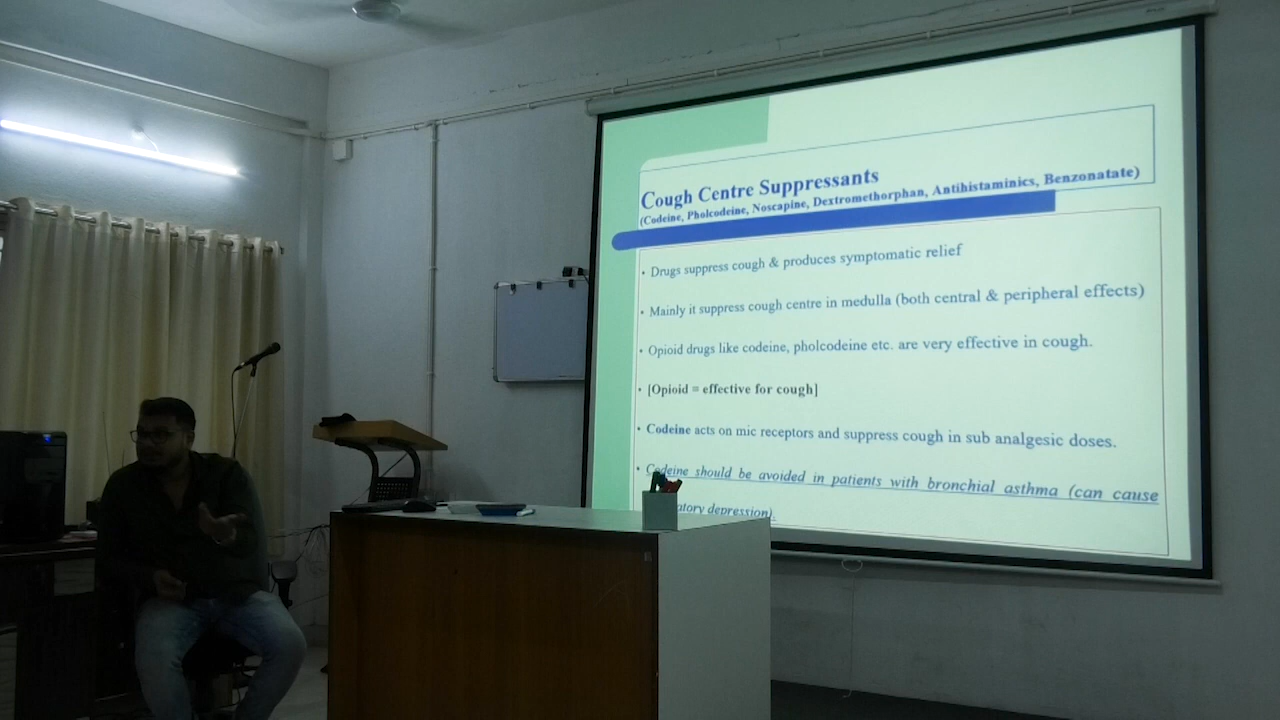 Cough Centre Suppressants
(Codeine, Pholcodeine, Noscapine, Dextromethorphan, Antihistaminics, Benzonatate)
• Drugs suppress cough & produces symptomatic relief
• Mainly it suppress cough centre in medulla (both central & peripheral effects)
• Opioid drugs like codeine, pholcodeine etc. are very effective in cough.
• [Opioid = effective for cough]
• Codeine acts on mic receptors and suppress cough in sub analgesic doses.
• Codeine should be avoided in patients with bronchial asthma (can cause
depression).